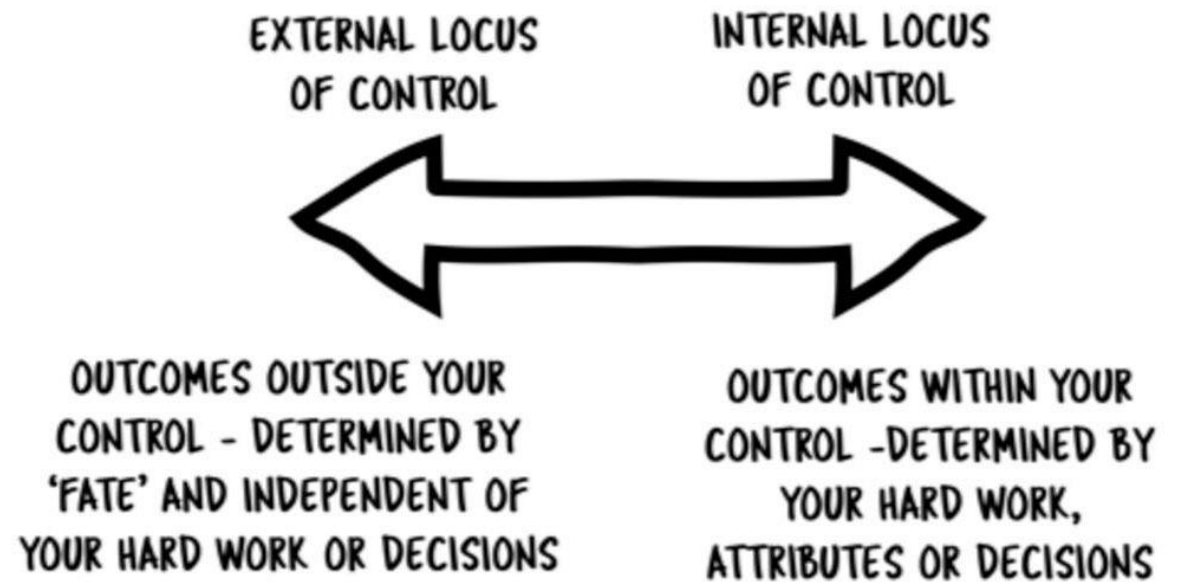 EXTERNAL LOCUS
OF CONTROL
INTERNAL LOCUS
OF CONTROL
OUTCOMES OUTSIDE YOUR
CONTROL - DETERMINED BY
'FATE' AND INDEPENDENT OF
YOUR HARD WORK OR DECISIONS
OUTCOMES WITHIN YOUR
CONTROL -DETERMINED BY
YOUR HARD WORK,
ATTRIBUTES OR DECISIONS